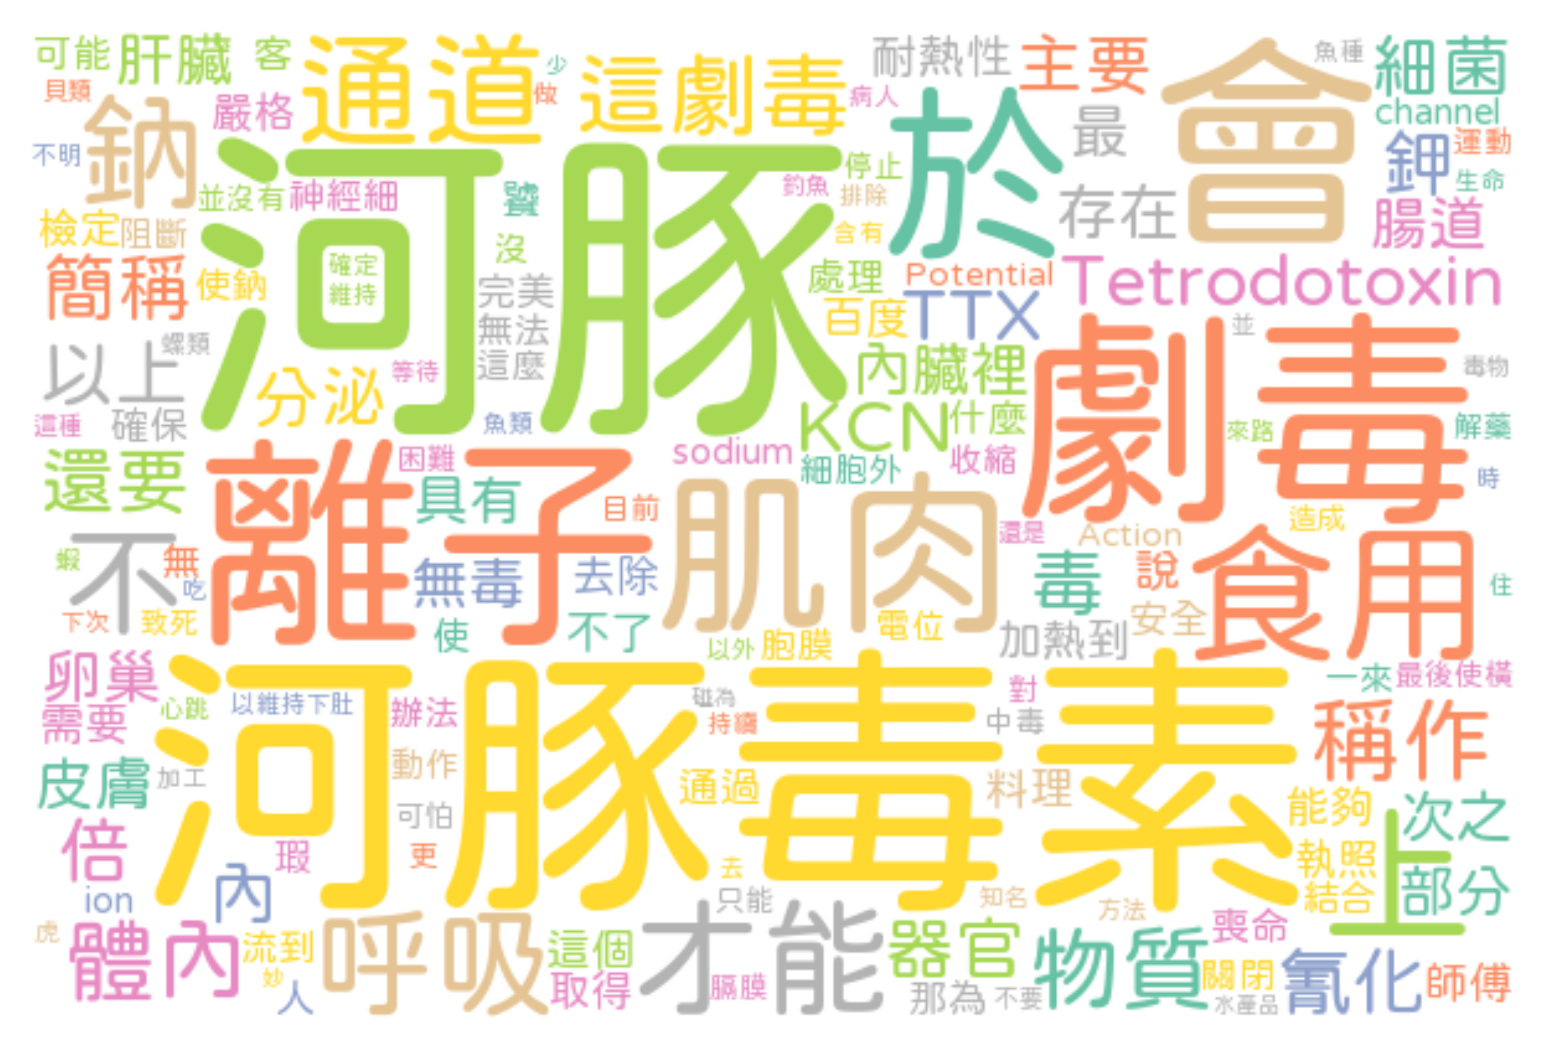 可能
肝臟
客
通道
少
做
這劇毒
耐熱性
主要
魚種
細菌
貝類
鈉
嚴格
病人
於
最
會
channel
不明
並沒有
神經細
河豚
釣魚
停止
排除
鉀
運動
生命
檢定
阻斷
沒
含有
存在
腸道
簡稱
使鈉
確定
維持
完美
處理
Potential
Tetrodotoxin
無法
百度
TTX
以上
螺類
這麼
內臟裡
劇毒
並
毒物
分泌
等待
這種
確保
魚類
KCN
什麼
來路
解藥
還要
離子
困難
sodium
細胞外
收縮
時
具有
目前
肌肉
還是
Action
造成
食用
不
蝦
無
吃
無毒
去除
毒
說
住
下次
致死
使
不了
以外
胞膜
電位
加熱到
安全
卵巢
河豚毒素
一來
最後使橫
需要
心跳
以維持下肚
辦法
碰為
持續
對
中毒
稱作
皮膚
加工
動作
通過
料理
能夠
次之
倍
可怕
瑕
更
去
執照
上
ion
內
只能
知名
方法
結合
部分
虎
體內
流到
妙
人
呼吸
這個
取得
才能
膈膜
器官
那為
不要
物質
喪命
關閉
水產品
氰化
師傅